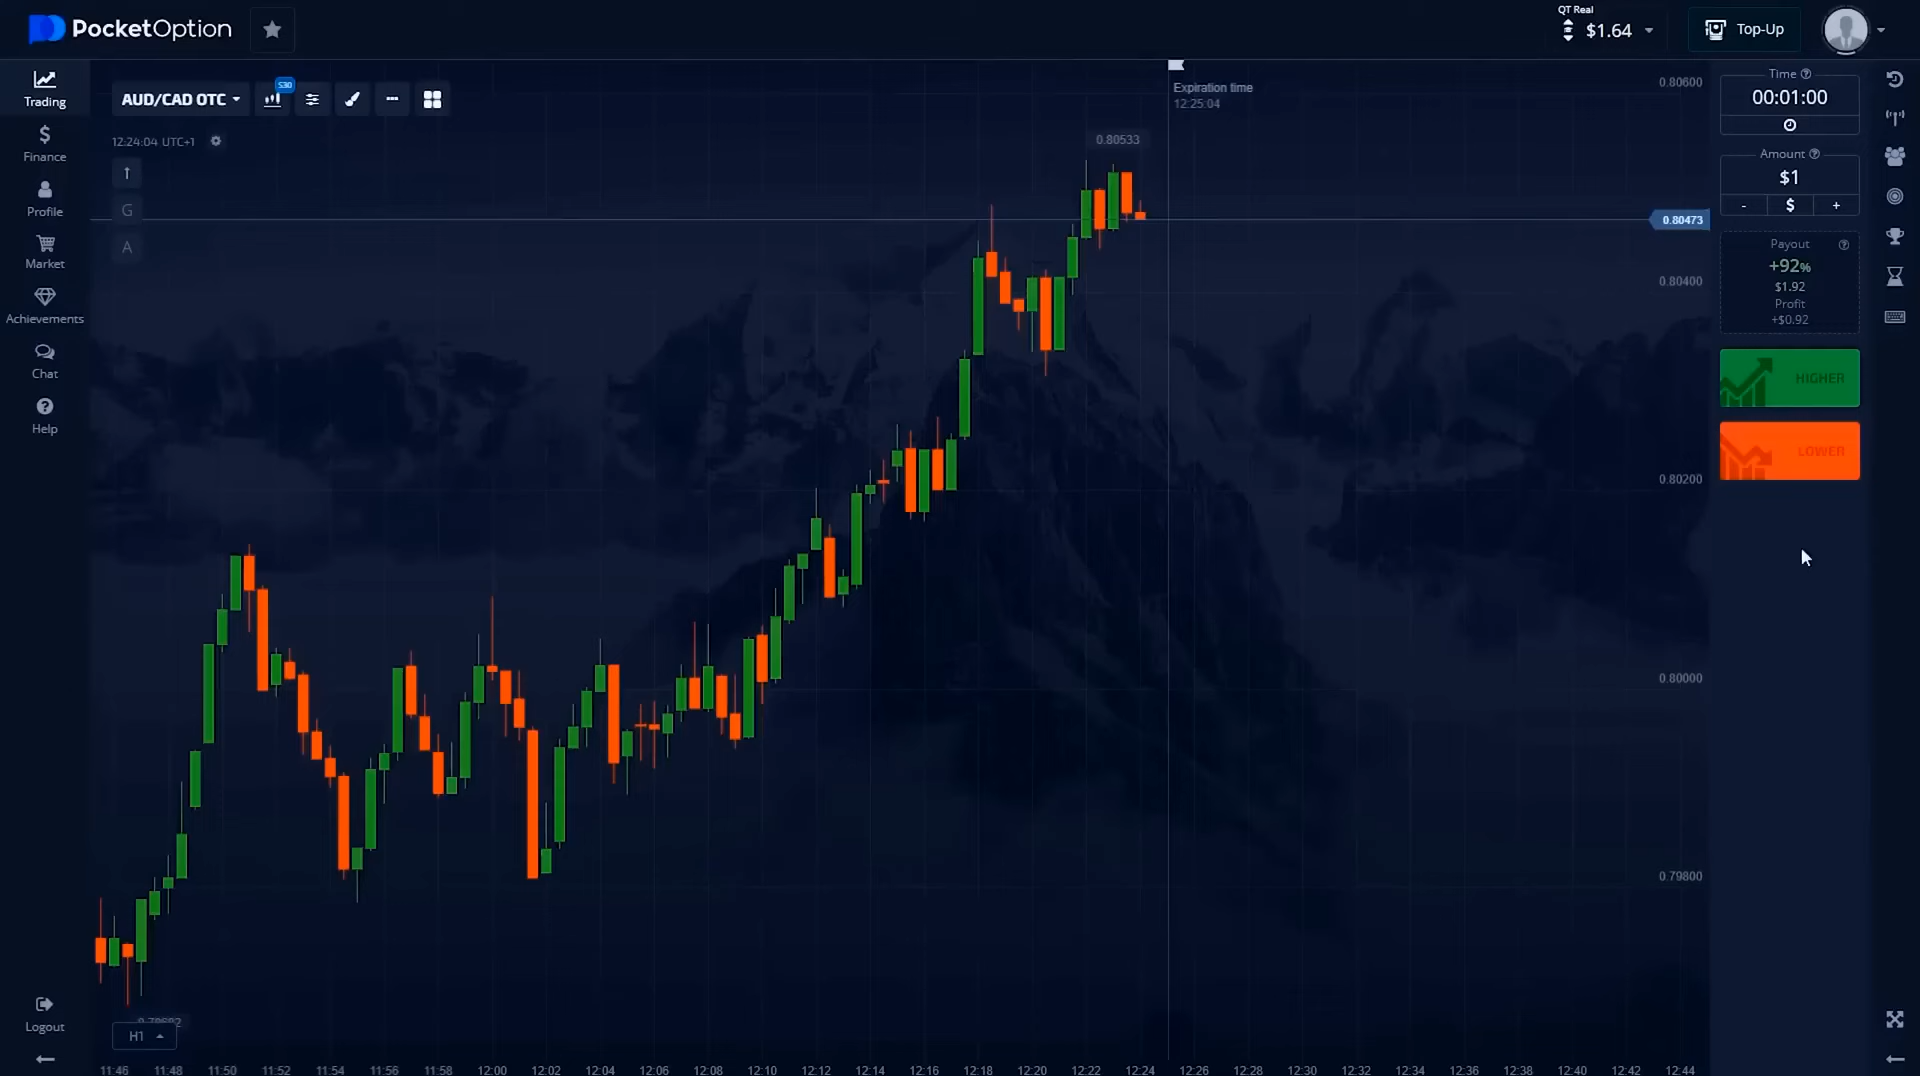 PocketOption
QT Real
$1.64
Top-Up
Trading
Finance
Profile
Market
Achievements
Chat
Help
Logout
AUD/CAD OTC
S30
12:24:04 UTC+1
G
A
Expiration time
12:25:04
0.80533
0.80600
0.80473
0.80400
0.80200
0.80000
0.79800
Time
00:01:00
Amount
$1
- $ +
Payout
+92%
$1.92
Profit
+$0.92
HIGHER
LOWER
H1
11:46 11:48 11:50 11:52 11:54 11:56 11:58 12:00 12:02 12:04 12:06 12:08 12:10 12:12 12:14 12:16 12:18 12:20 12:22 12:24 12:26 12:28 12:30 12:32 12:34 12:36 12:38 12:40 12:42 12:44